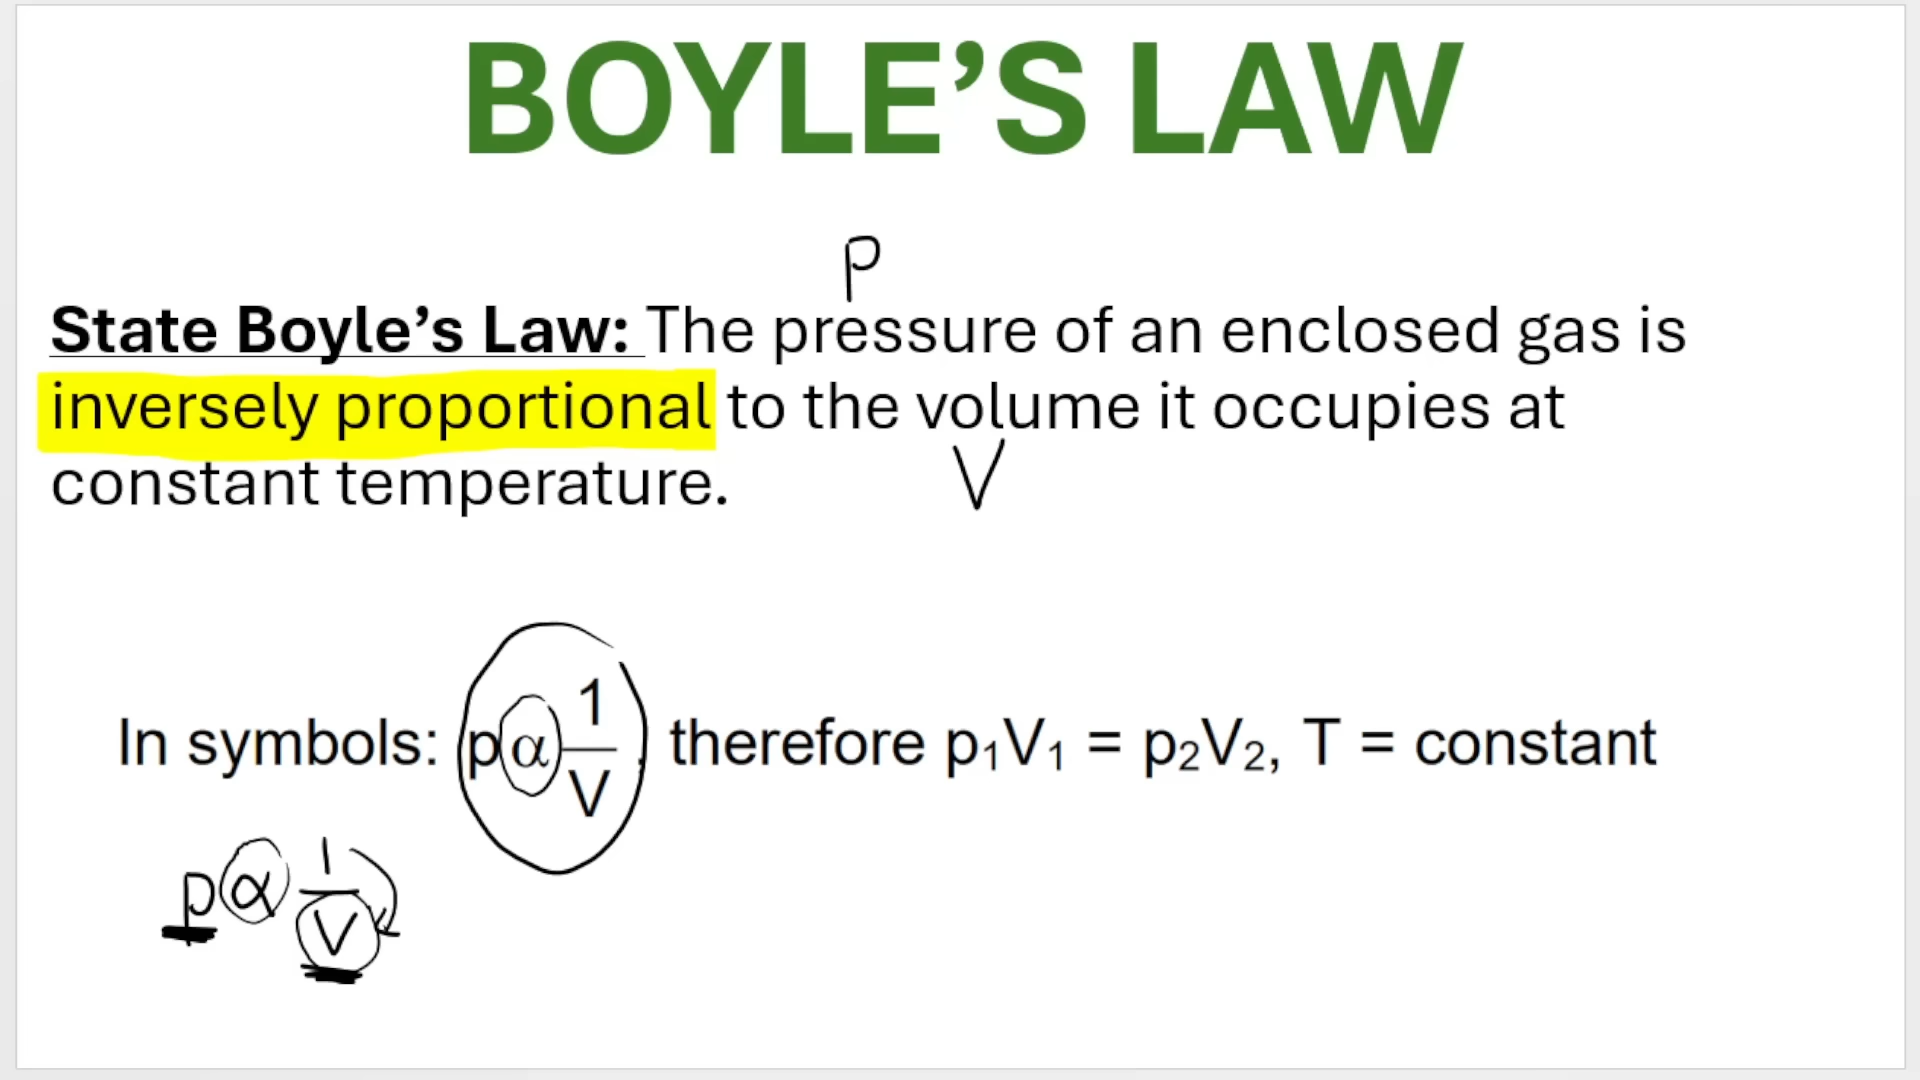 BOYLE’S LAW
p
State Boyle’s Law: The pressure of an enclosed gas is
inversely proportional to the volume it occupies at
V
constant temperature.
In symbols: p α 1/V, therefore p₁V₁ = p₂V₂, T = constant
p α 1/V